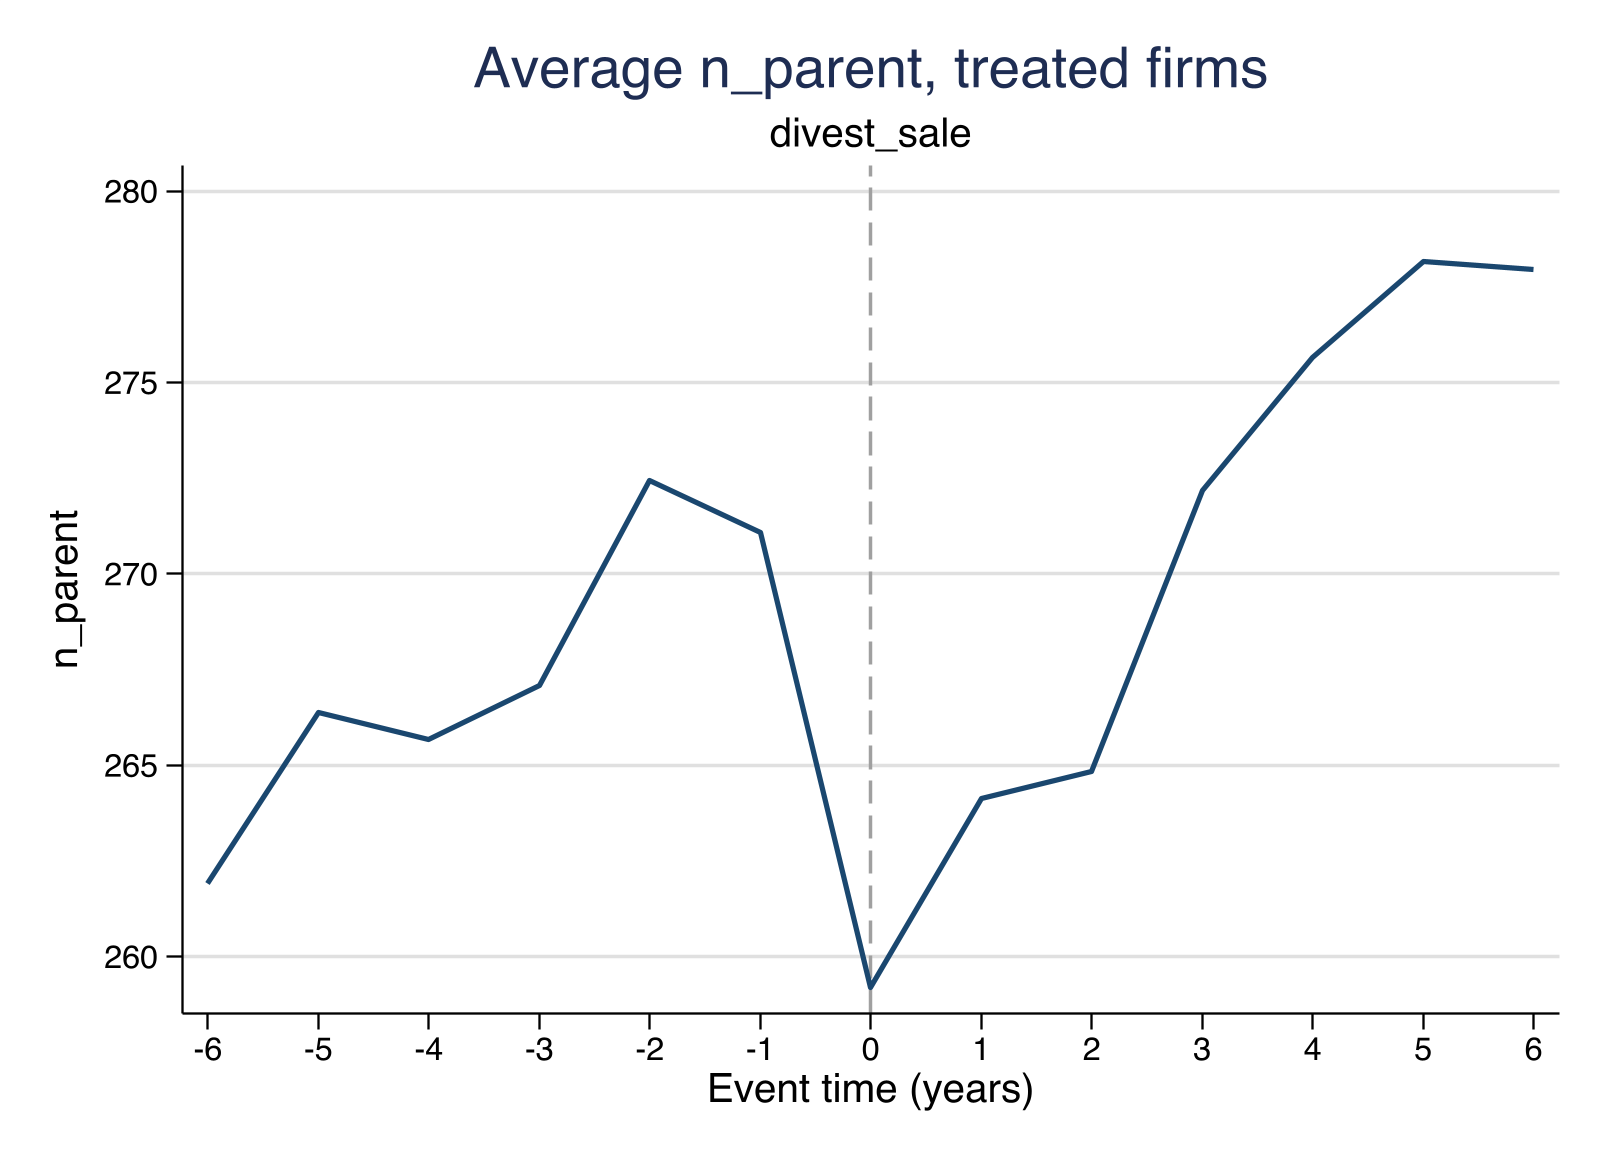 Average n_parent, treated firms
divest_sale
n_parent
280
275
270
265
260
-6 -5 -4 -3 -2 -1 0 1 2 3 4 5 6
Event time (years)